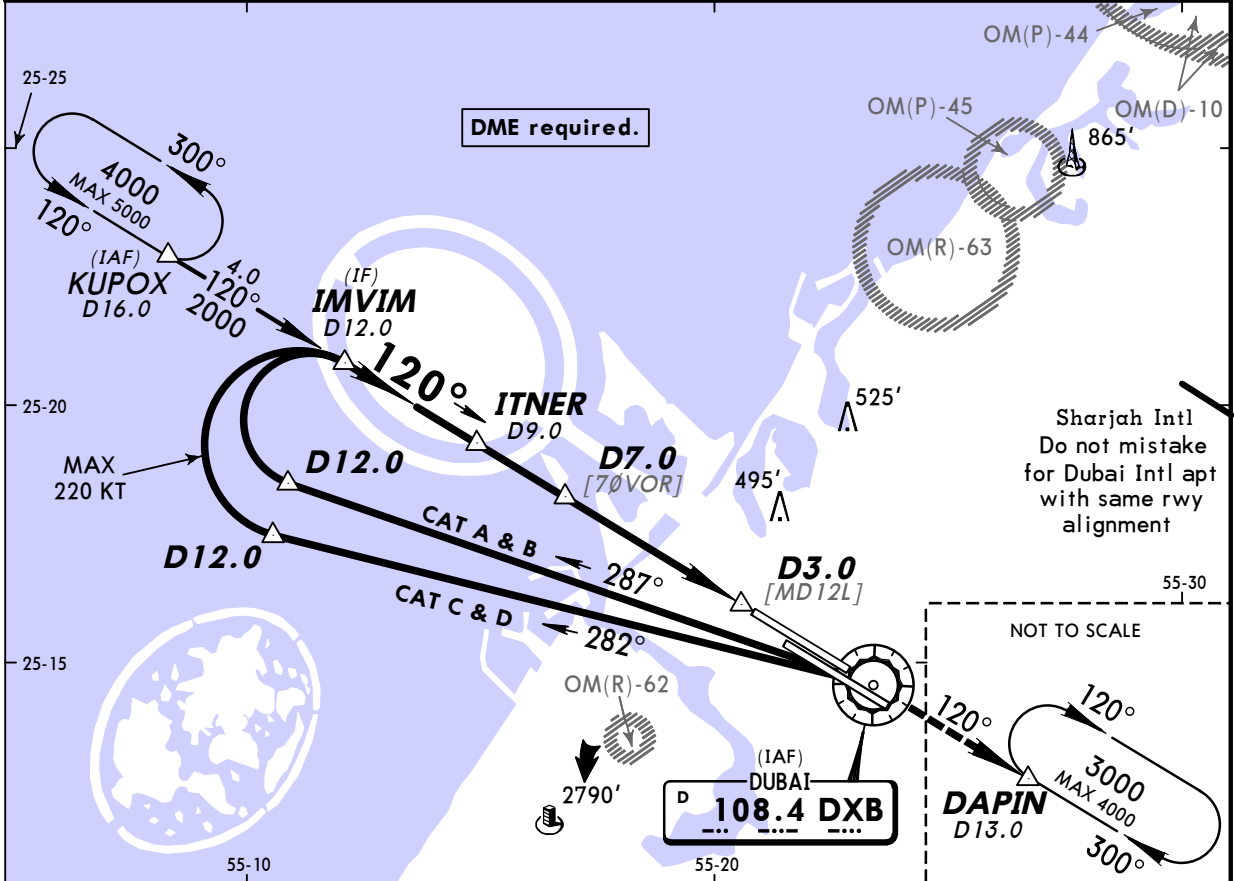 OM(P)-44
25-25
OM(P)-45
OM(D)-10
DME required.
865'
300°
4000
MAX 5000
120°
(IAF)
KUPOX
D16.0
4.0
120°
2000
(IF)
IMVIM
D12.0
OM(R)-63
120°
ITNER
D9.0
25-20
525'
Sharjah Intl
Do not mistake
for Dubai Intl apt
with same rwy
alignment
MAX
220 KT
D12.0
D7.0
[7ØVOR]
495'
CAT A & B
287°
D12.0
D3.0
[MD12L]
CAT C & D
282°
55-30
NOT TO SCALE
25-15
OM(R)-62
120°
120°
3000
MAX 4000
300°
(IAF)
DUBAI
D 108.4 DXB
2790'
DAPIN
D13.0
55-10
55-20